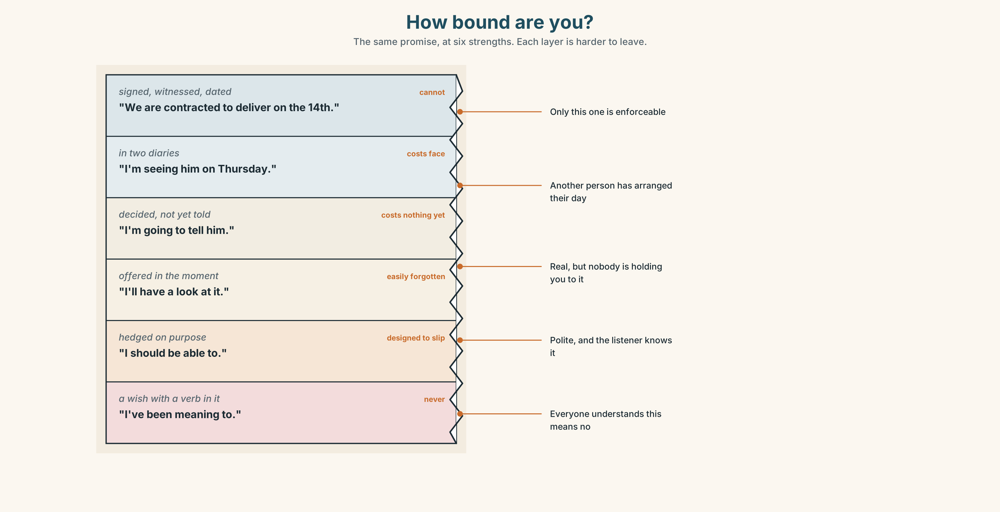 How bound are you?
The same promise, at six strengths. Each layer is harder to leave.
signed, witnessed, dated
cannot
"We are contracted to deliver on the 14th."
Only this one is enforceable
in two diaries
costs face
"I'm seeing him on Thursday."
Another person has arranged
their day
decided, not yet told
costs nothing yet
"I'm going to tell him."
Real, but nobody is holding
you to it
offered in the moment
easily forgotten
"I'll have a look at it."
hedged on purpose
designed to slip
"I should be able to."
Polite, and the listener knows
it
a wish with a verb in it
never
"I've been meaning to."
Everyone understands this
means no